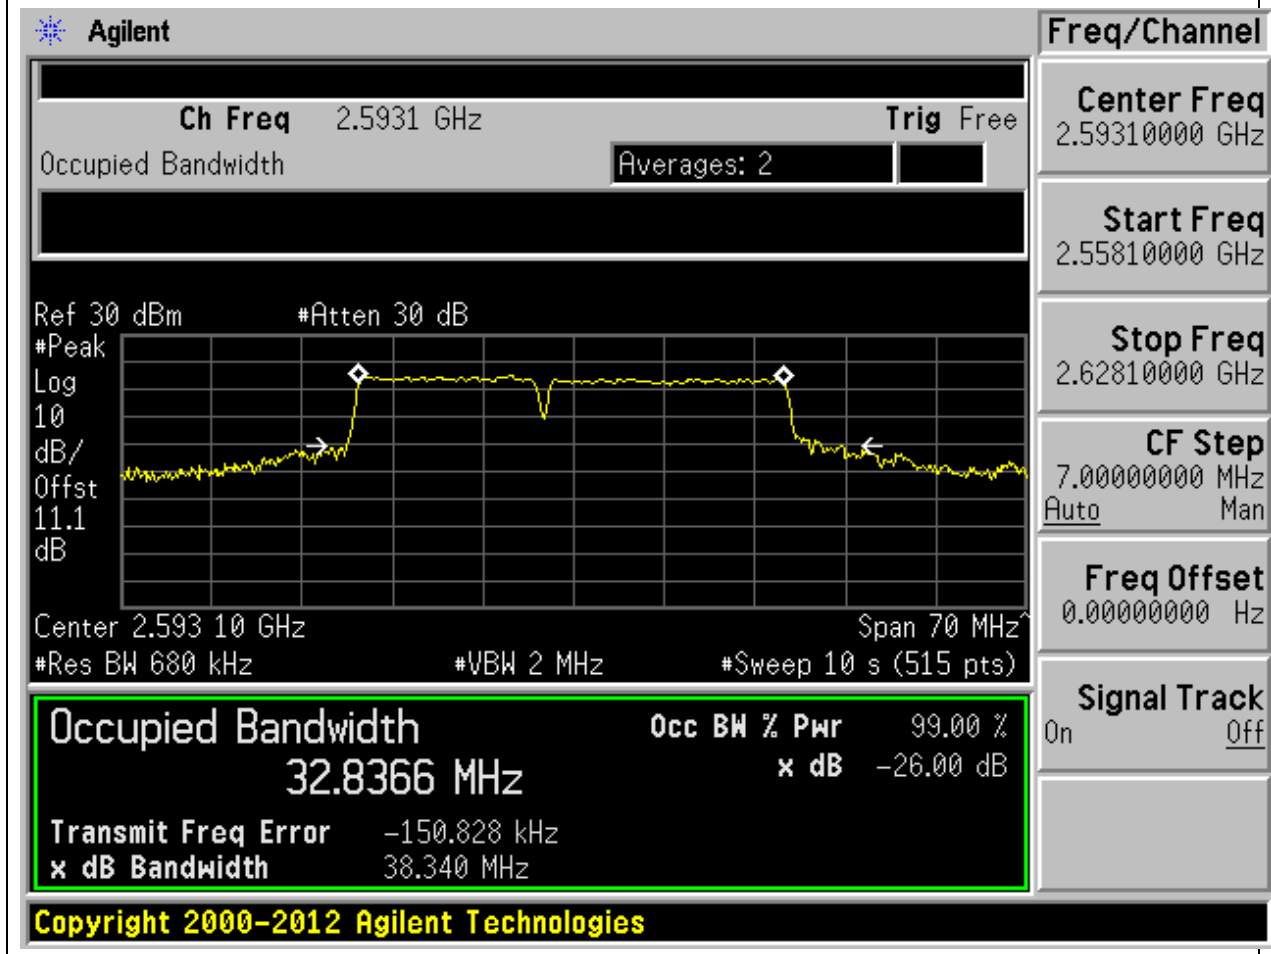 Agilent
Freq/Channel
Ch Freq 2.5931 GHz Trig Free
Occupied Bandwidth Averages: 2
Center Freq
2.59310000 GHz
Start Freq
2.55810000 GHz
Stop Freq
2.62810000 GHz
CF Step
7.00000000 MHz
Auto Man
Freq Offset
0.00000000 Hz
Signal Track
On Off
Ref 30 dBm #Atten 30 dB
#Peak
Log
10
dB/
Offst
11.1
dB
Center 2.593 10 GHz Span 70 MHz^
#Res BW 680 kHz #VBW 2 MHz #Sweep 10 s (515 pts)
Occupied Bandwidth Occ BW % Pwr 99.00 %
32.8366 MHz x dB -26.00 dB
Transmit Freq Error -150.828 kHz
x dB Bandwidth 38.340 MHz
Copyright 2000-2012 Agilent Technologies